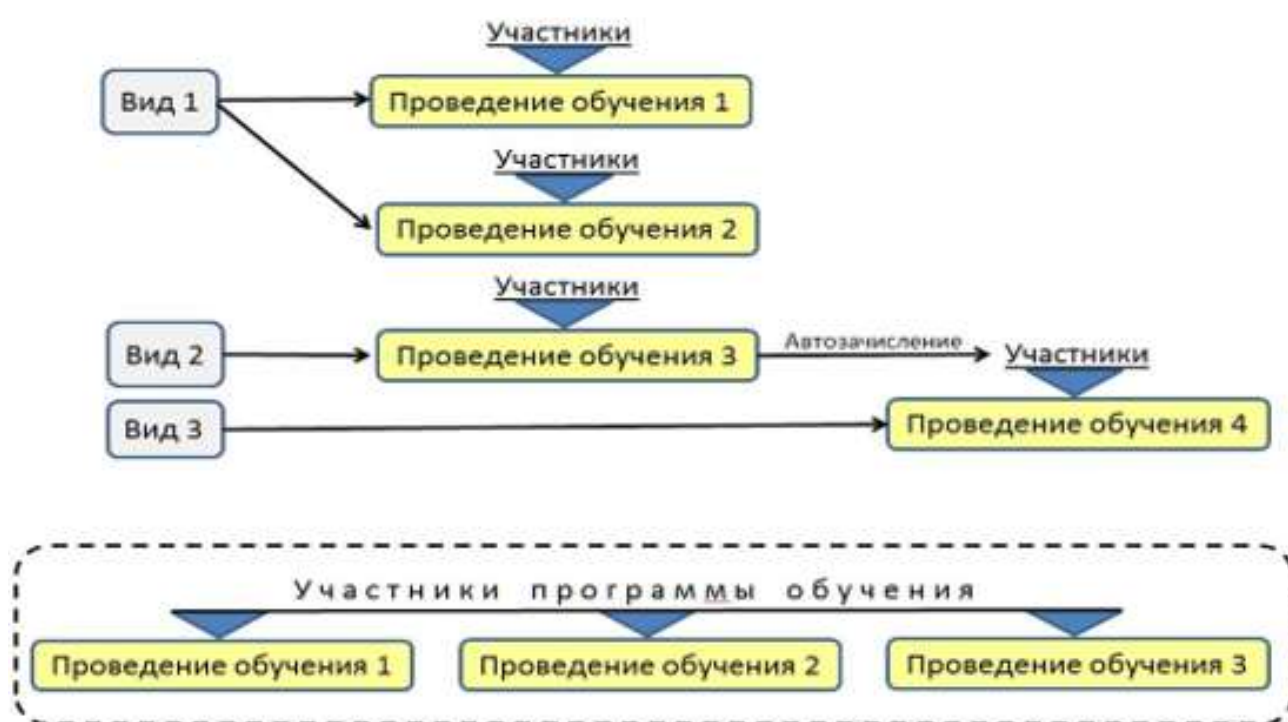 Участники
Вид 1
Проведение обучения 1
Участники
Проведение обучения 2
Участники
Вид 2
Проведение обучения 3
Автозачисление
Участники
Вид 3
Проведение обучения 4
Участники программы обучения
Проведение обучения 1
Проведение обучения 2
Проведение обучения 3